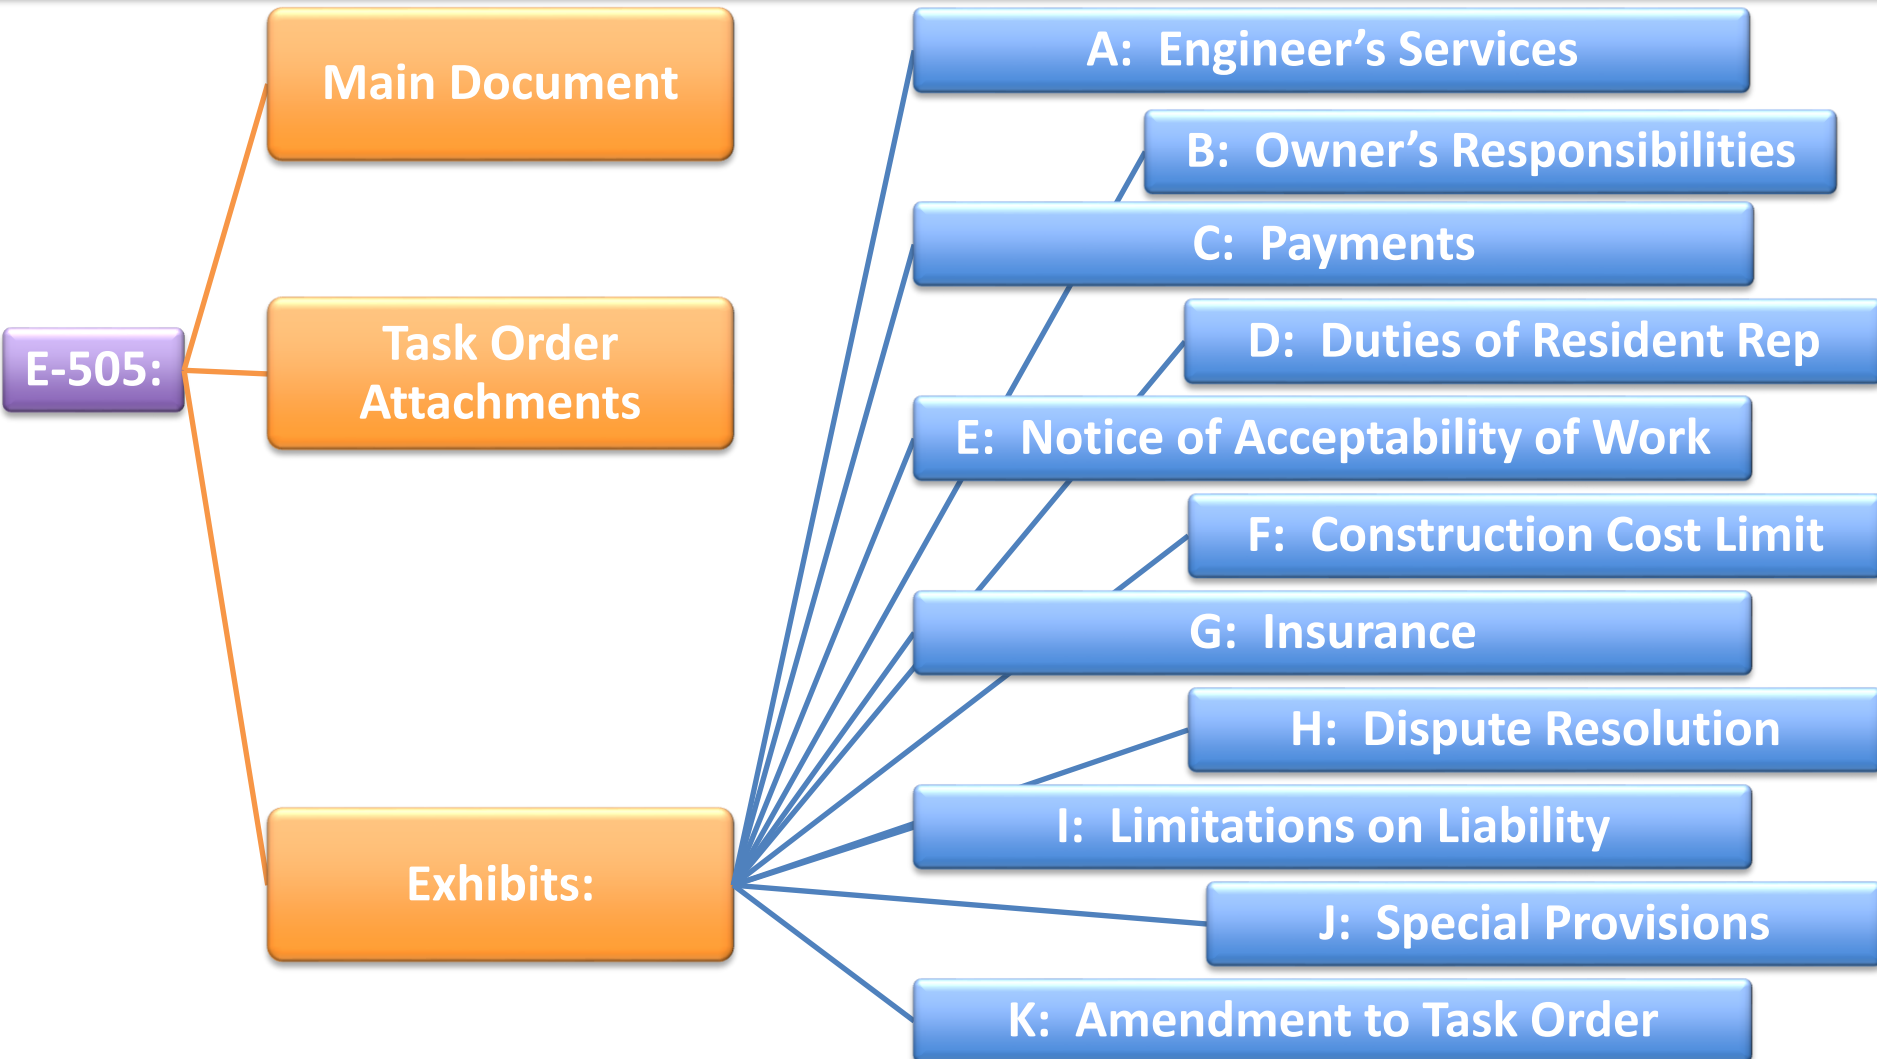 E-505:
Main Document
Task Order
Attachments
Exhibits:
A:  Engineer’s Services
B:  Owner’s Responsibilities
C:  Payments
D:  Duties of Resident Rep
E:  Notice of Acceptability of Work
F:  Construction Cost Limit
G:  Insurance
H:  Dispute Resolution
I:  Limitations on Liability
J:  Special Provisions
K:  Amendment to Task Order